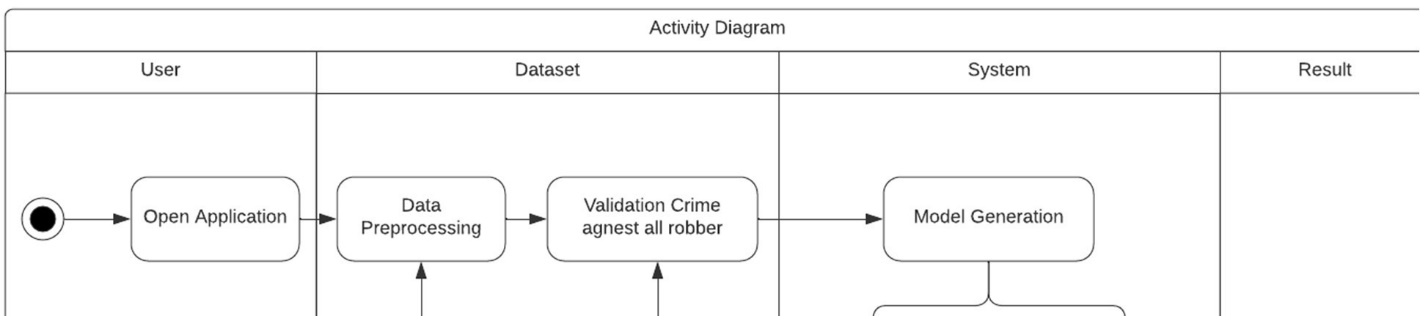 Activity Diagram
User
Dataset
System
Result
Open Application
Data
Preprocessing
Validation Crime
agnest all robber
Model Generation